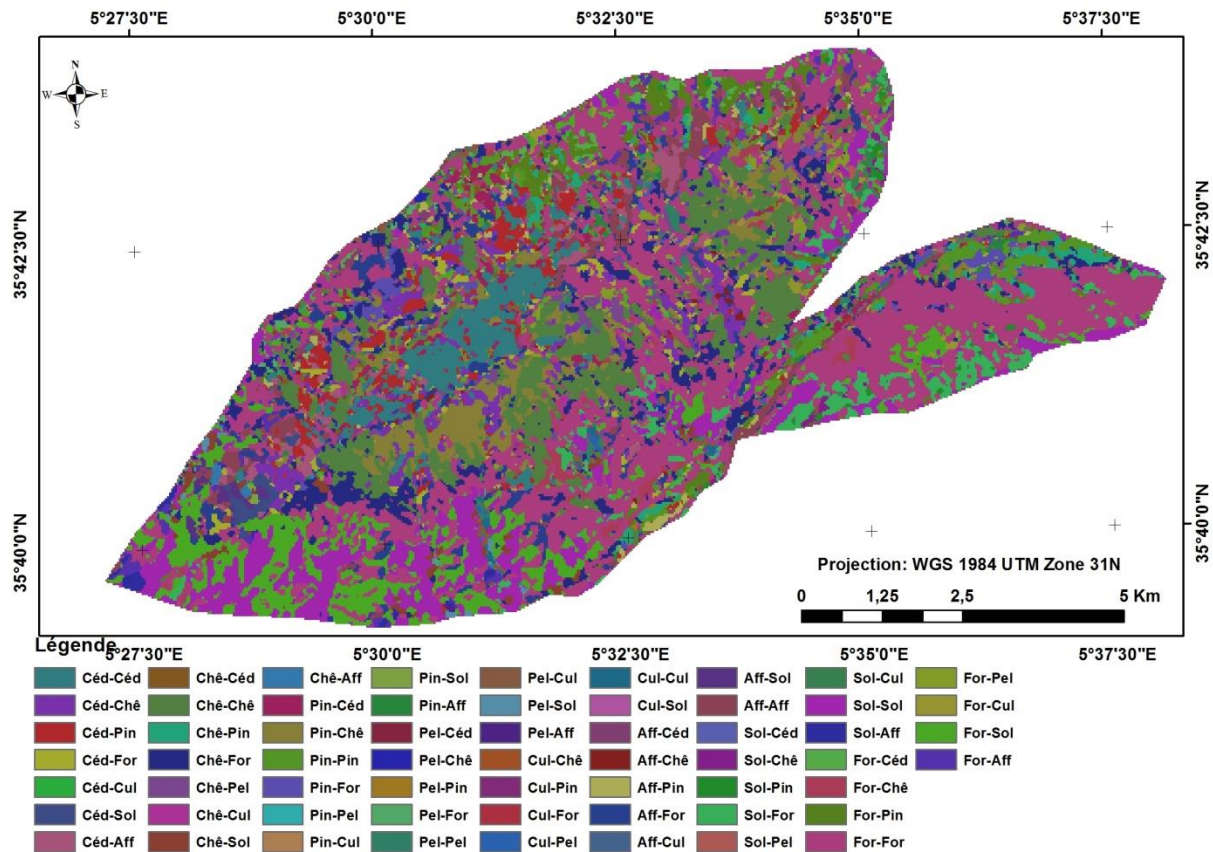 5°27'30"E 5°30'0"E 5°32'30"E 5°35'0"E 5°37'30"E
N
W E
S
35°42'30"N 35°42'30"N
35°40'0"N 35°40'0"N
Projection: WGS 1984 UTM Zone 31N
0 1,25 2,5 5 Km
Légende
5°27'30"E 5°30'0"E 5°32'30"E 5°35'0"E 5°37'30"E
Céd-Céd Chê-Céd Chê-Aff Pin-Sol Pel-Cul Cul-Cul Aff-Sol Sol-Cul For-Pel
Céd-Chê Chê-Chê Pin-Céd Pin-Aff Pel-Sol Cul-Sol Aff-Aff Sol-Sol For-Cul
Céd-Pin Chê-Pin Pin-Chê Pel-Céd Pel-Aff Aff-Céd Sol-Céd Sol-Aff For-Sol
Céd-For Chê-For Pin-Pin Pel-Chê Cul-Chê Aff-Chê Sol-Chê For-Céd For-Aff
Céd-Cul Chê-Pel Pin-For Pel-Pin Cul-Pin Aff-Pin Sol-Pin For-Chê
Céd-Sol Chê-Cul Pin-Pel Pel-For Cul-For Aff-For Sol-For For-Pin
Céd-Aff Chê-Sol Pin-Cul Pel-Pel Cul-Pel Aff-Cul Sol-Pel For-For